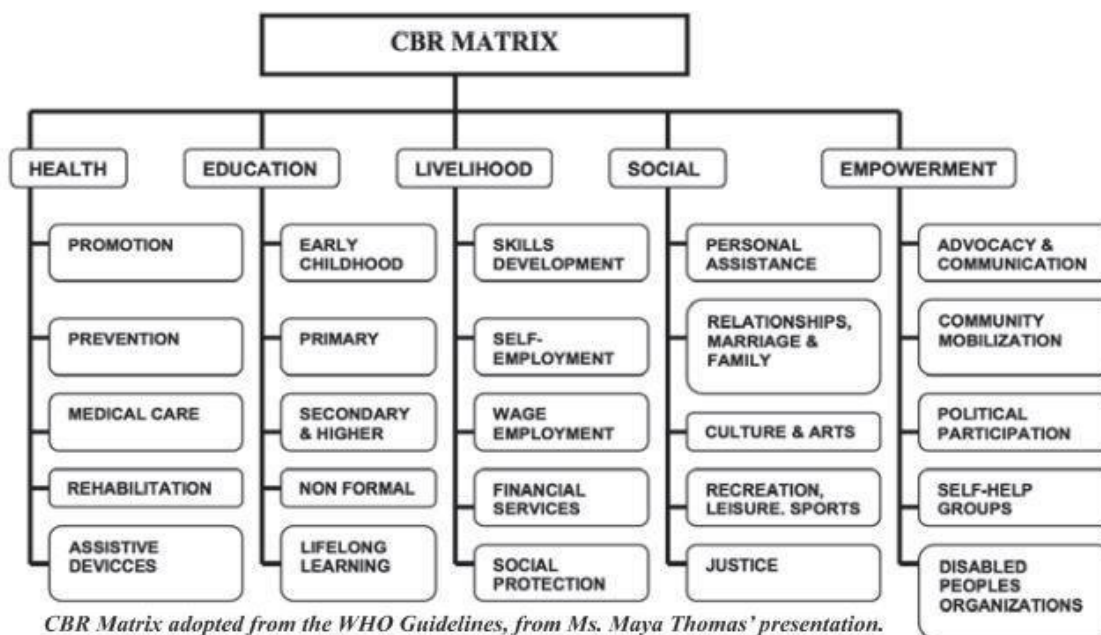 CBR MATRIX
HEALTH
EDUCATION
LIVELIHOOD
SOCIAL
EMPOWERMENT
PROMOTION
PREVENTION
MEDICAL CARE
REHABILITATION
ASSISTIVE
DEVICCES
EARLY
CHILDHOOD
PRIMARY
SECONDARY
& HIGHER
NON FORMAL
LIFELONG
LEARNING
SKILLS
DEVELOPMENT
SELF-
EMPLOYMENT
WAGE
EMPLOYMENT
FINANCIAL
SERVICES
SOCIAL
PROTECTION
PERSONAL
ASSISTANCE
RELATIONSHIPS,
MARRIAGE &
FAMILY
CULTURE & ARTS
RECREATION,
LEISURE. SPORTS
JUSTICE
ADVOCACY &
COMMUNICATION
COMMUNITY
MOBILIZATION
POLITICAL
PARTICIPATION
SELF-HELP
GROUPS
DISABLED
PEOPLES
ORGANIZATIONS
CBR Matrix adopted from the WHO Guidelines, from Ms. Maya Thomas’ presentation.